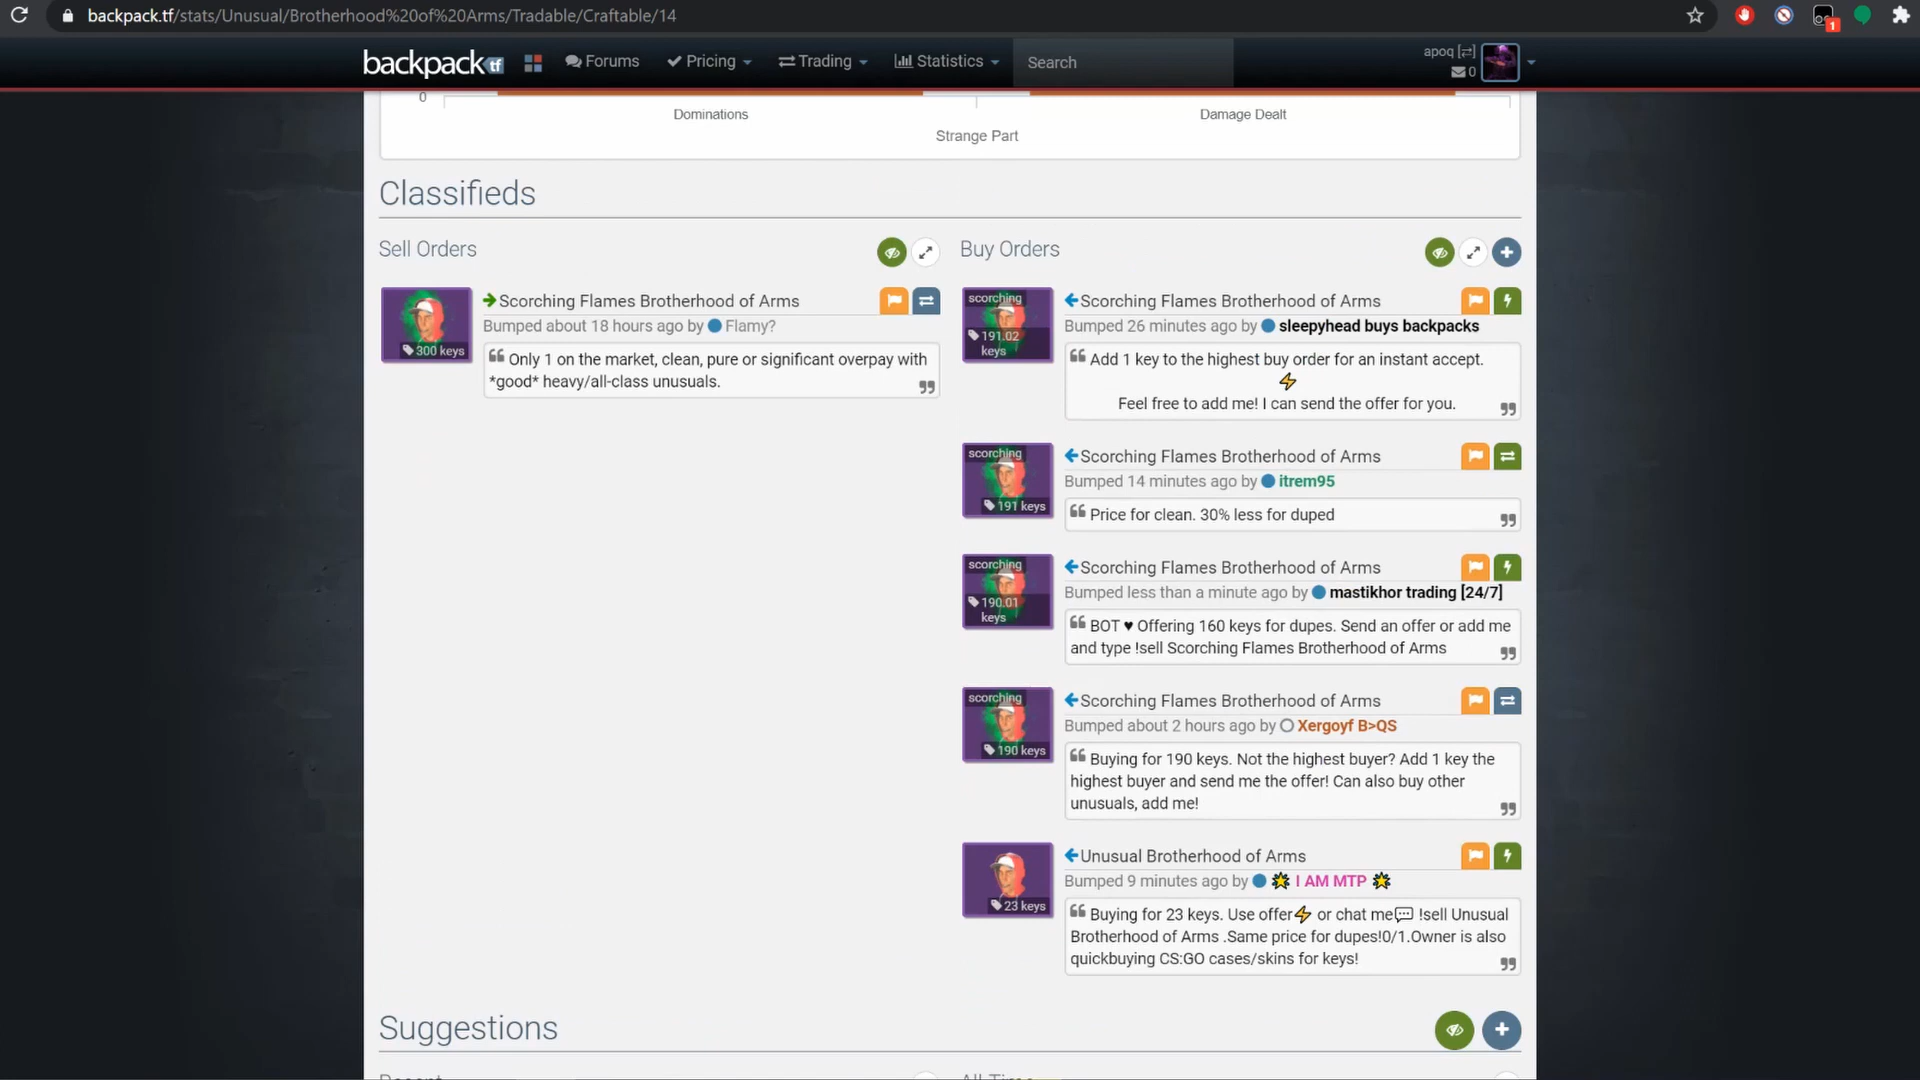 backpack.tf/stats/Unusual/Brotherhood%20of%20Arms/Tradable/Craftable/14
1
backpack tf
Forums
Pricing
Trading
Statistics
Search
apoq
0
0
Dominations
Damage Dealt
Strange Part
Classifieds
Sell Orders
300 keys
Scorching Flames Brotherhood of Arms
Bumped about 18 hours ago by Flamy?
“ Only 1 on the market, clean, pure or significant overpay with
*good* heavy/all-class unusuals. ”
Buy Orders
scorching
191.02
keys
Scorching Flames Brotherhood of Arms
Bumped 26 minutes ago by sleepyhead buys backpacks
“ Add 1 key to the highest buy order for an instant accept.
⚡
Feel free to add me! I can send the offer for you. ”
scorching
191 keys
Scorching Flames Brotherhood of Arms
Bumped 14 minutes ago by itrem95
“ Price for clean. 30% less for duped ”
scorching
190.01
keys
Scorching Flames Brotherhood of Arms
Bumped less than a minute ago by mastikhor trading [24/7]
“ BOT ♥ Offering 160 keys for dupes. Send an offer or add me
and type !sell Scorching Flames Brotherhood of Arms ”
scorching
190 keys
Scorching Flames Brotherhood of Arms
Bumped about 2 hours ago by Xergoyf B>QS
“ Buying for 190 keys. Not the highest buyer? Add 1 key the
highest buyer and send me the offer! Can also buy other
unusuals, add me! ”
23 keys
Unusual Brotherhood of Arms
Bumped 9 minutes ago by 🌟 I AM MTP 🌟
“ Buying for 23 keys. Use offer⚡ or chat me💬 !sell Unusual
Brotherhood of Arms .Same price for dupes!0/1.Owner is also
quickbuying CS:GO cases/skins for keys! ”
Suggestions
Recent
All-Time